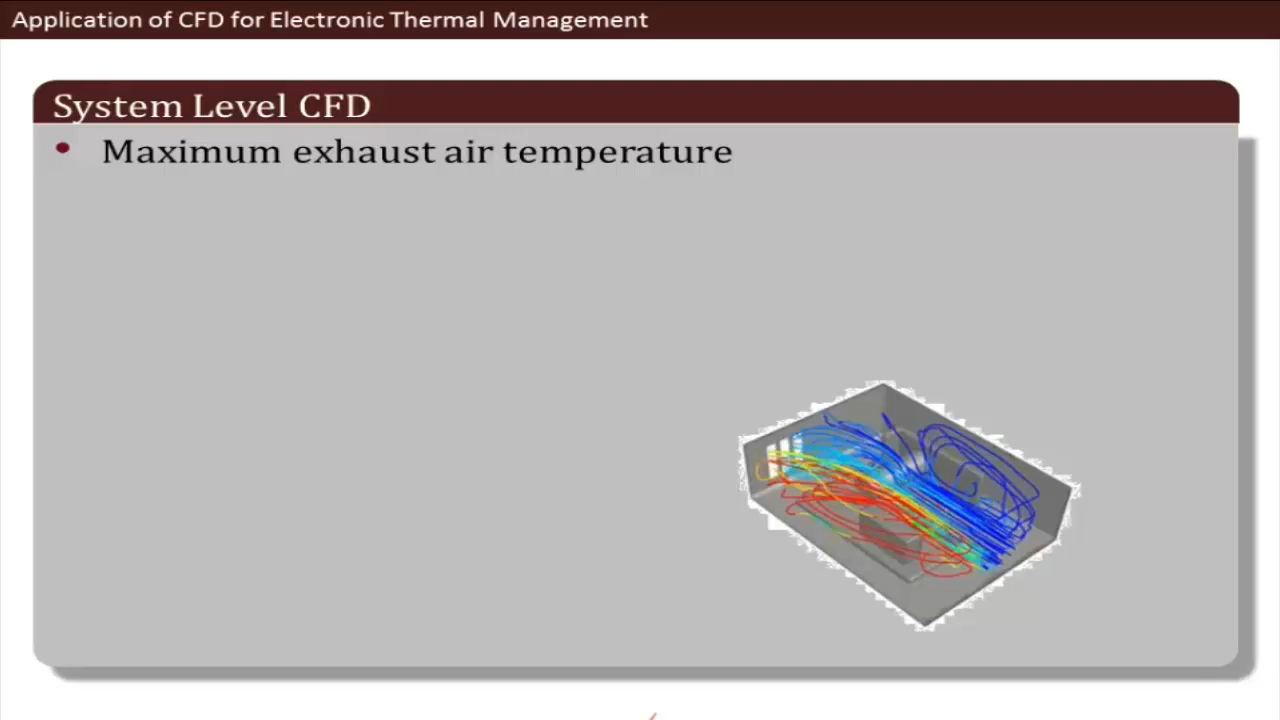 Application of CFD for Electronic Thermal Management
System Level CFD
• Maximum exhaust air temperature